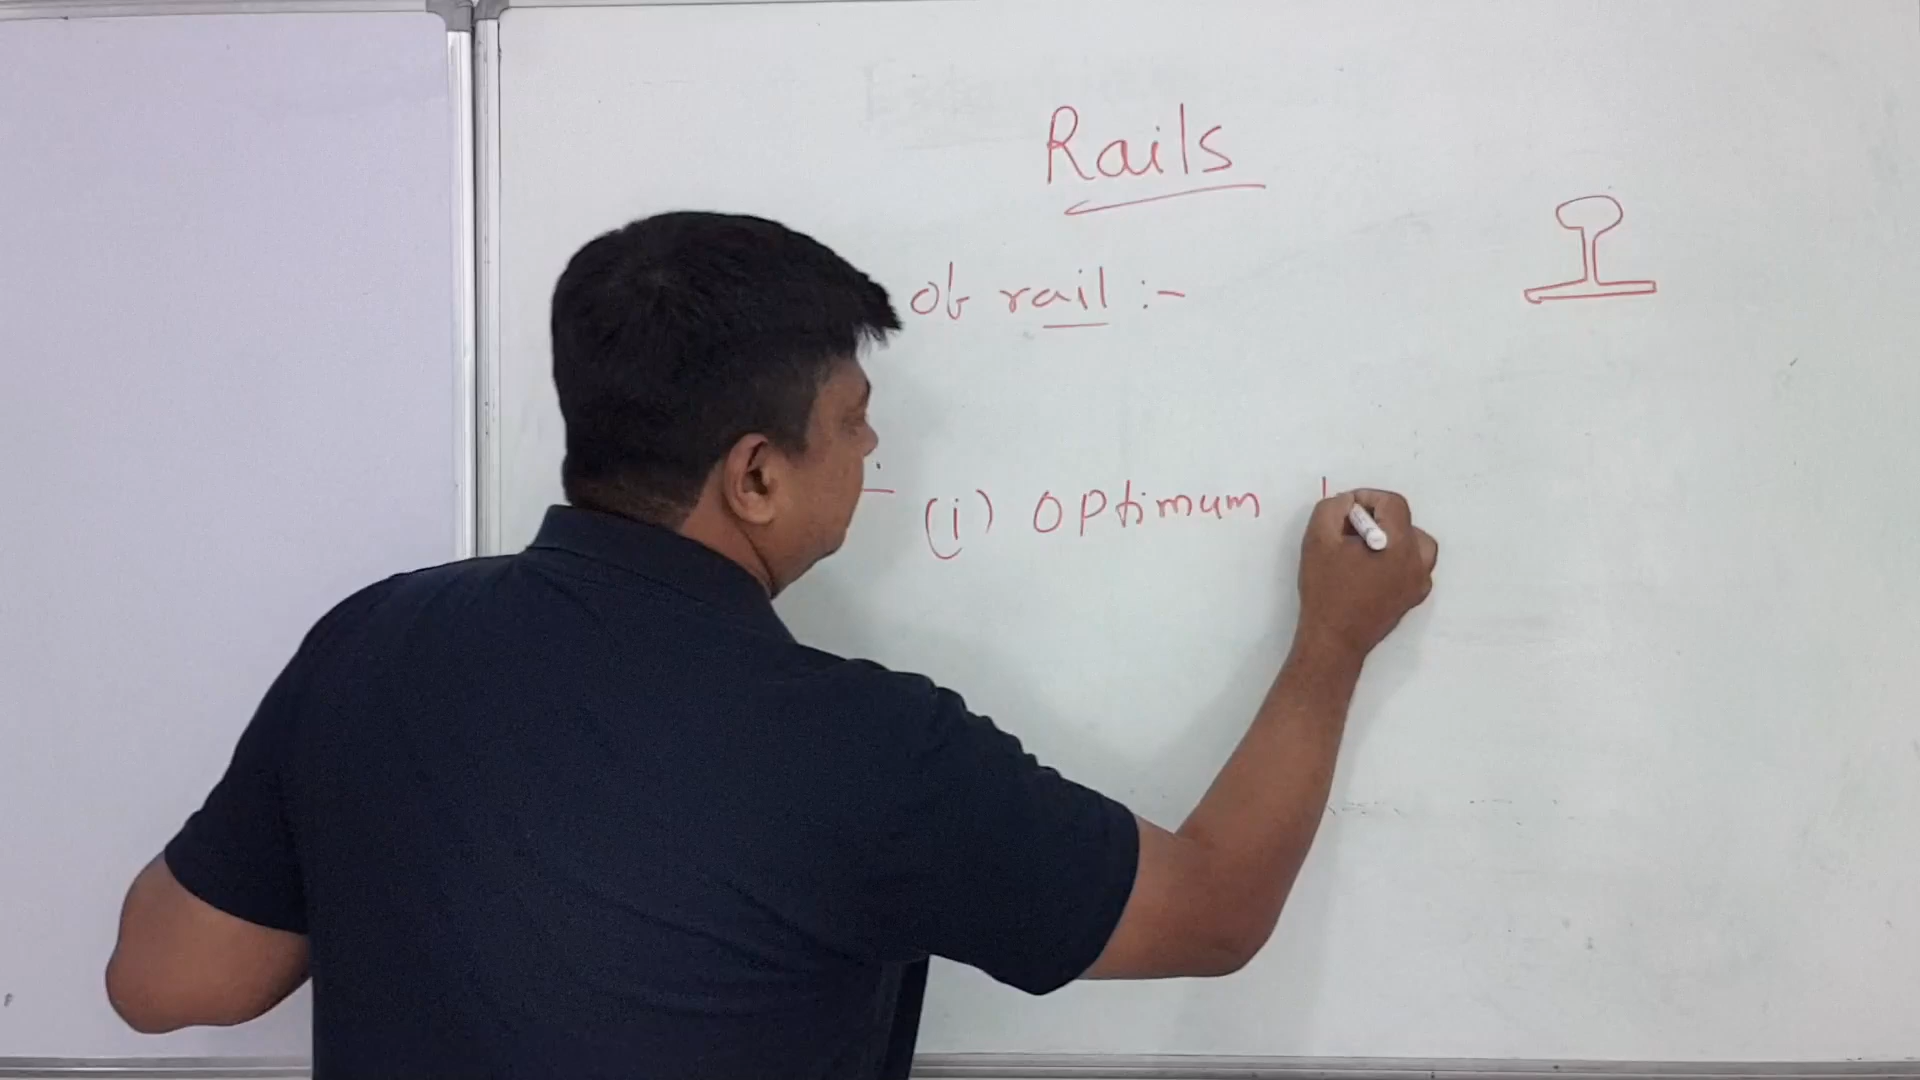 Rails
of rail :-
(i) Optimum